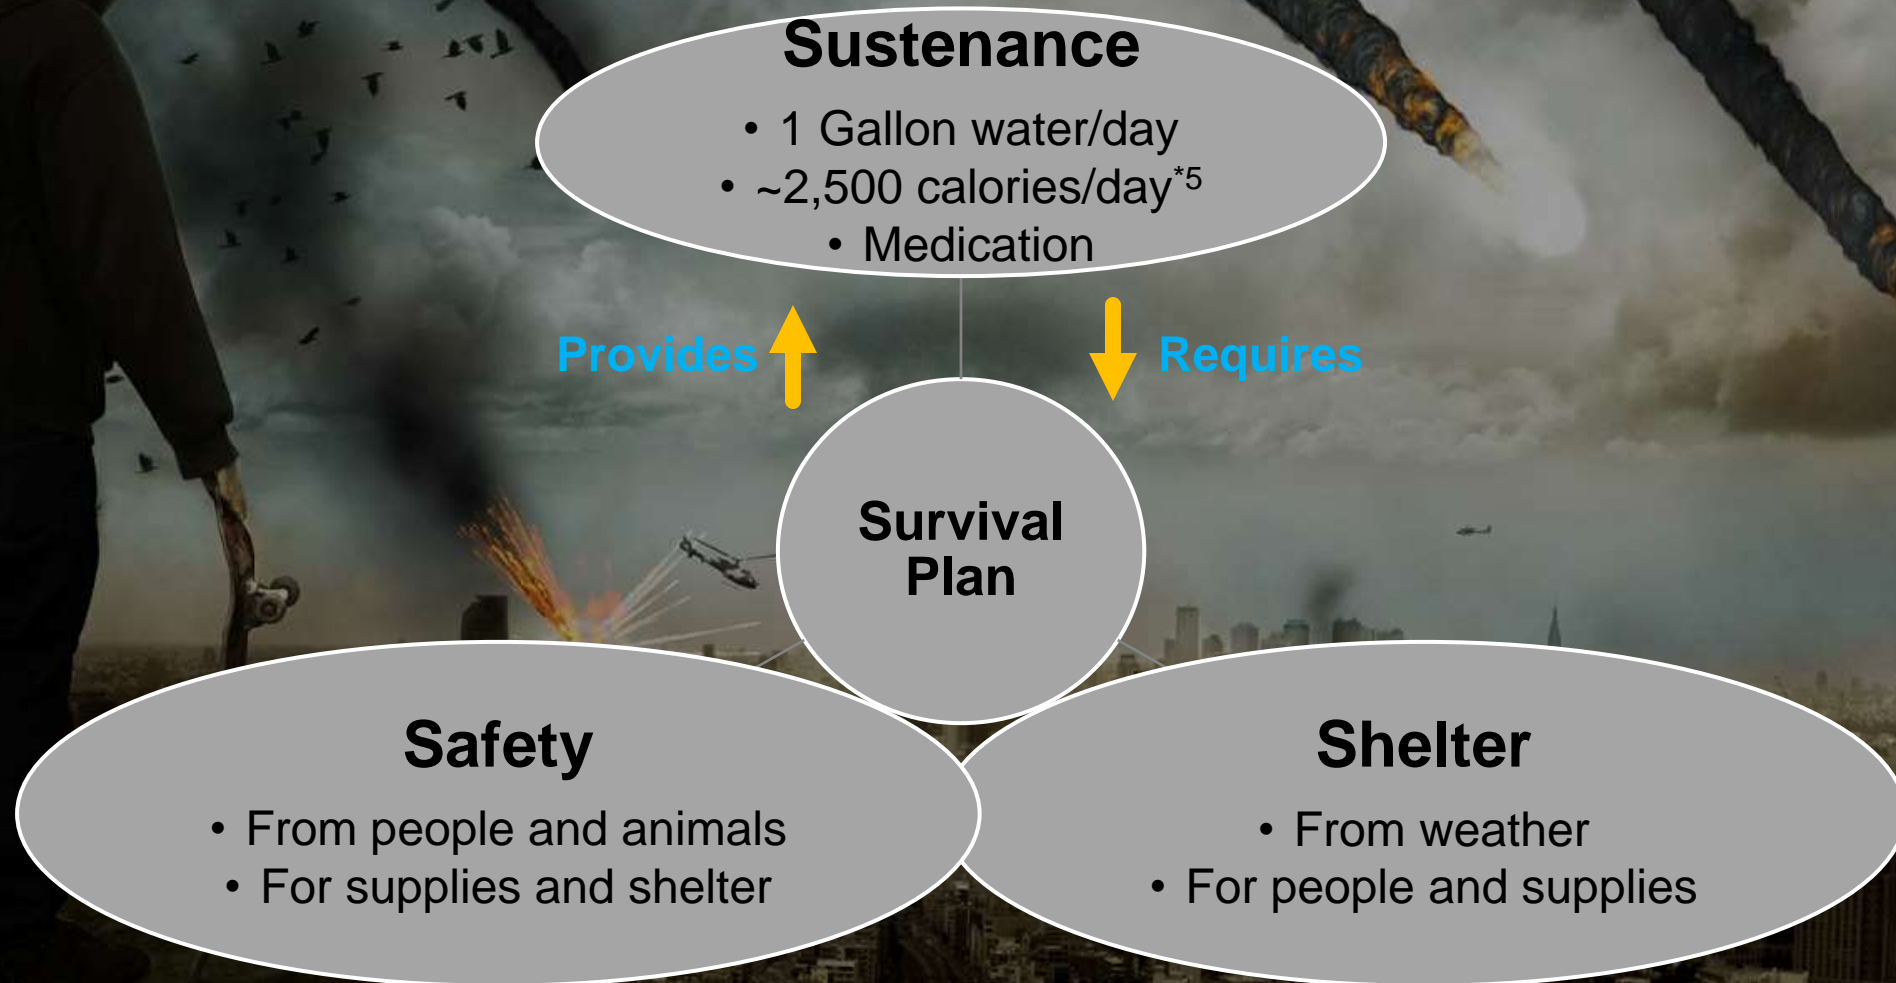 Sustenance
• 1 Gallon water/day
• ~2,500 calories/day*5
• Medication
Provides
Requires
Survival
Plan
Safety
• From people and animals
• For supplies and shelter
Shelter
• From weather
• For people and supplies